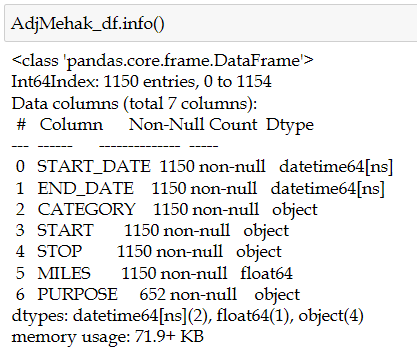 AdjMehak_df.info()
<class 'pandas.core.frame.DataFrame'>
Int64Index: 1150 entries, 0 to 1154
Data columns (total 7 columns):
#   Column   Non-Null Count   Dtype
---  ------   --------------   -----
0   START_DATE   1150 non-null   datetime64[ns]
1   END_DATE   1150 non-null   datetime64[ns]
2   CATEGORY   1150 non-null   object
3   START   1150 non-null   object
4   STOP   1150 non-null   object
5   MILES   1150 non-null   float64
6   PURPOSE   652 non-null   object
dtypes: datetime64[ns](2), float64(1), object(4)
memory usage: 71.9+ KB